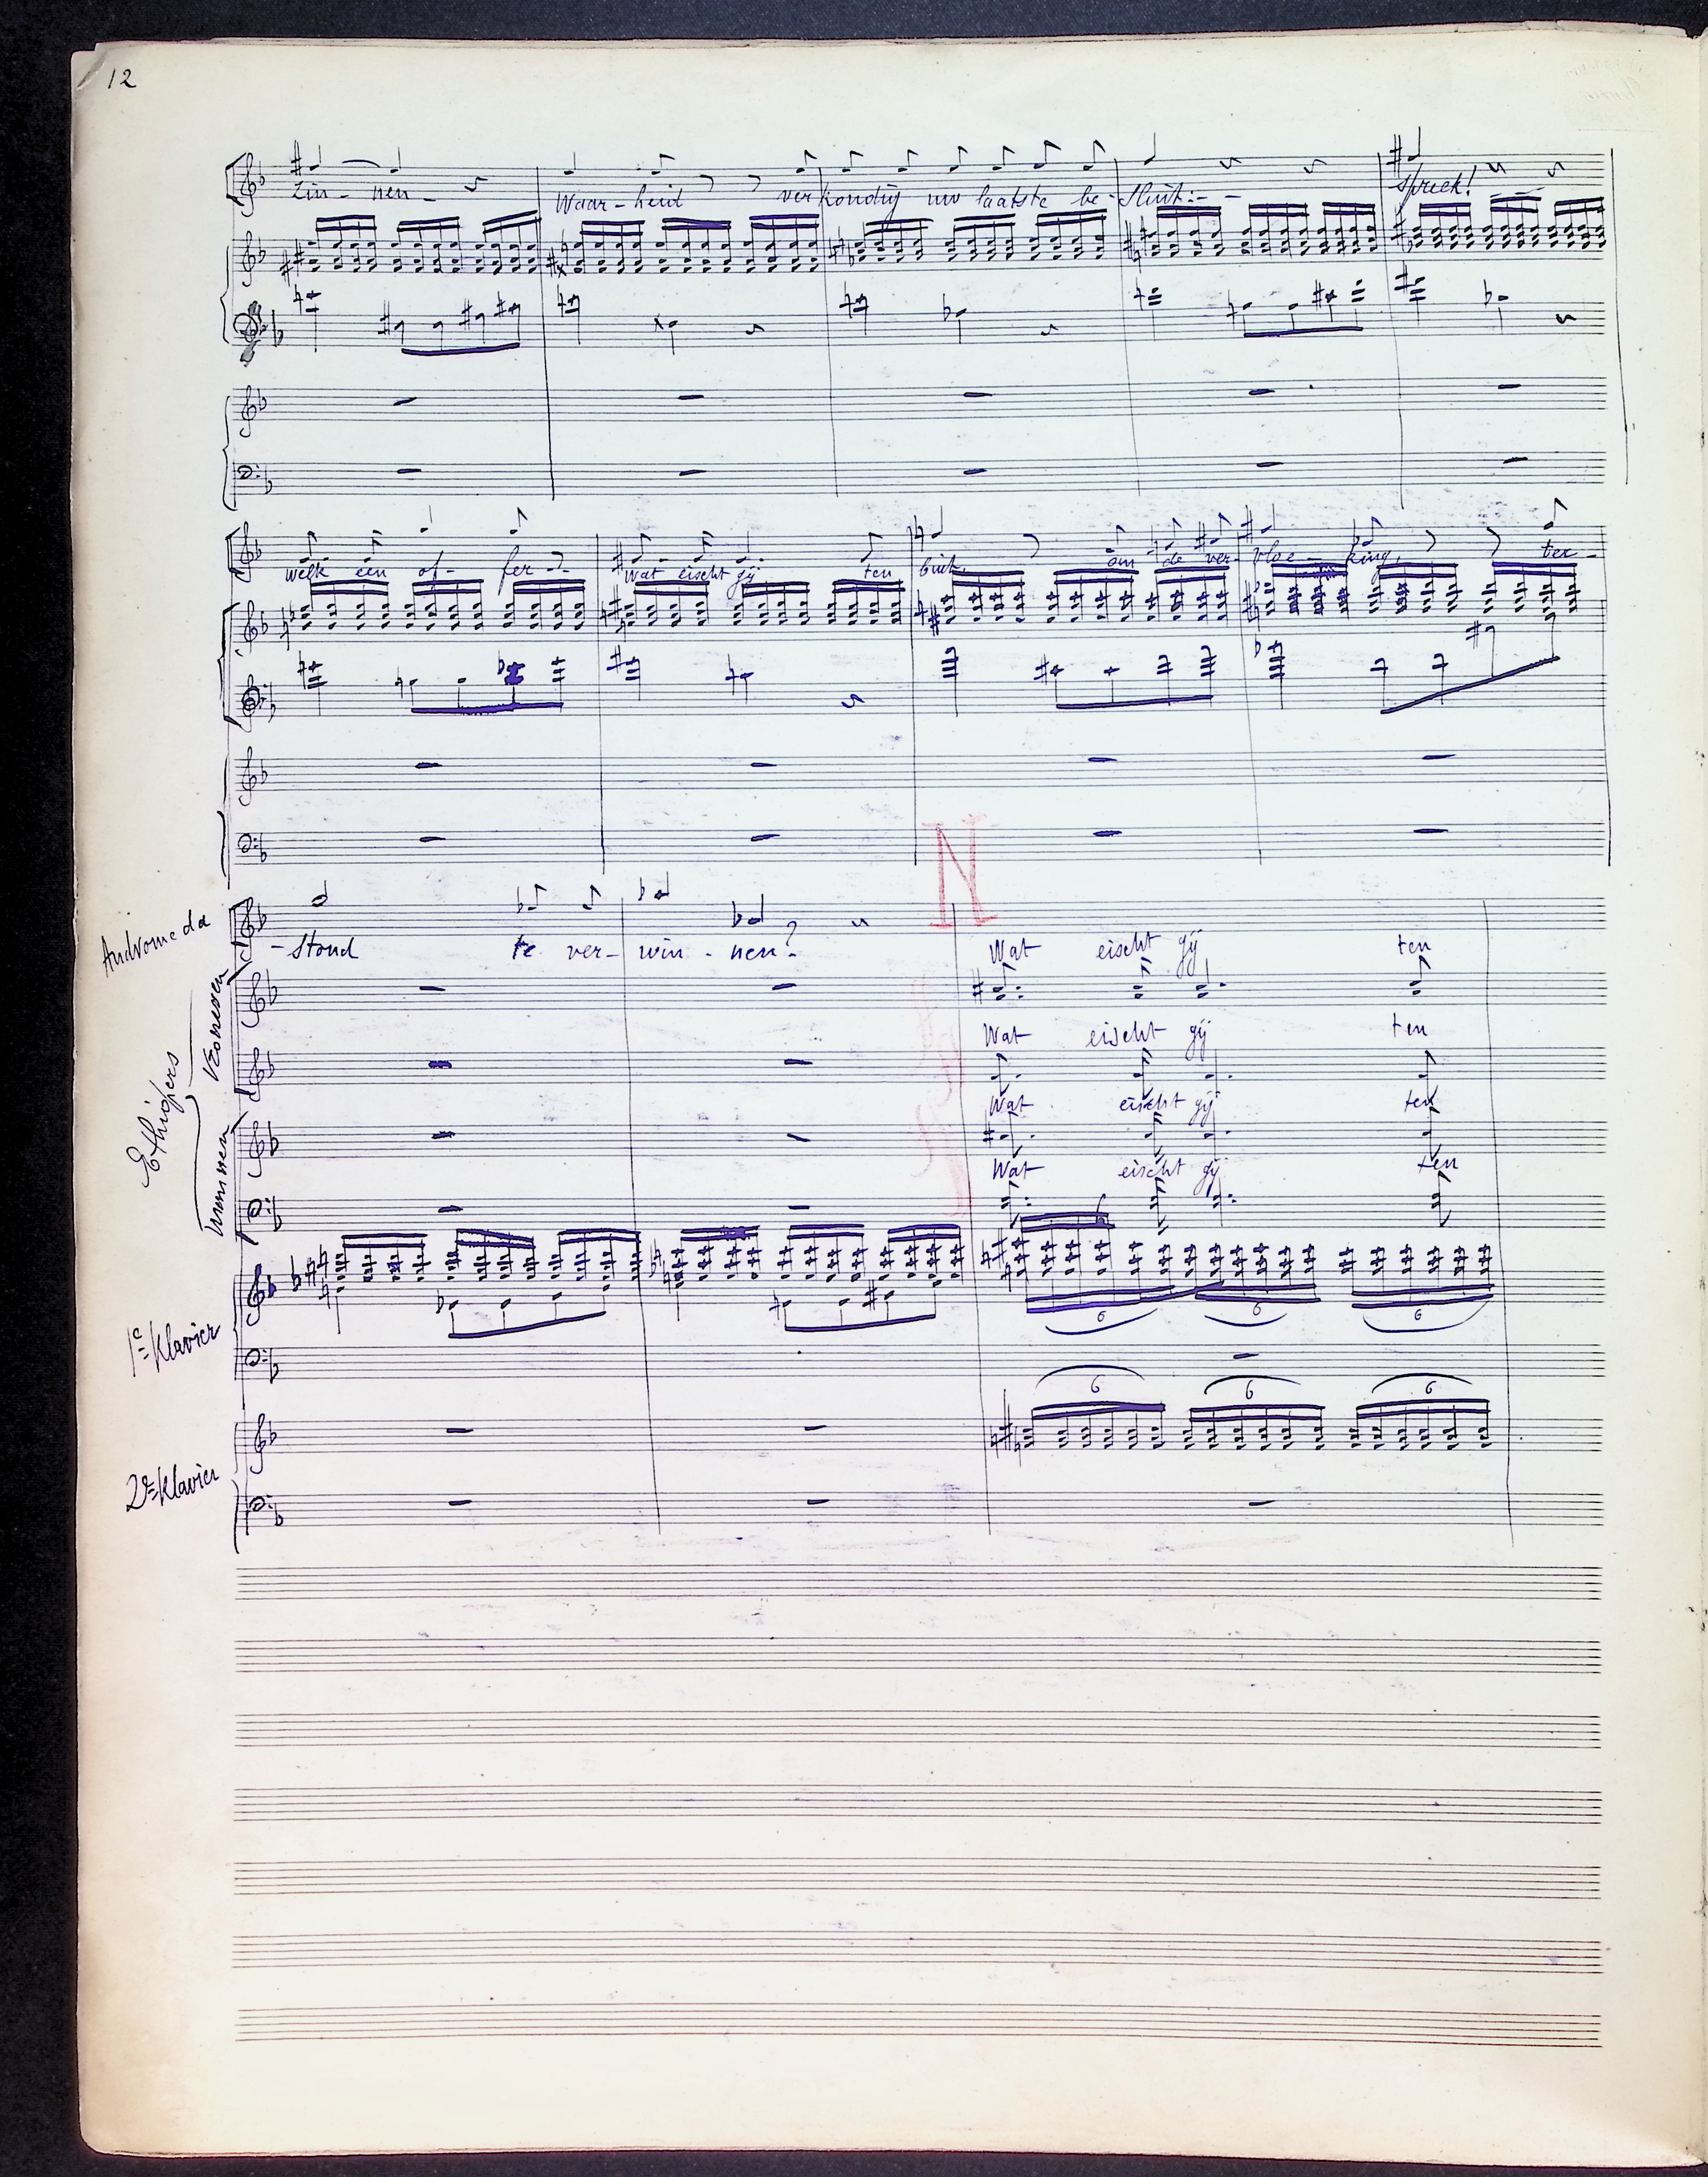 12
Zin - nen - Waar - heid verkondig uw laatste be - sluit: - - Spreek!
welk een of - fer - wat eischt gij ten buit om de ver - vloe - king, ter -
N
Andromeda
- stond te ver - win - nen?
Ethiopers
Vrouwen
Wat eischt gij ten
Wat eischt gij ten
Mannen
Wat eischt gij ten
Wat eischt gij ten
6 6 6
1e Klavier
6 6 6
2e Klavier